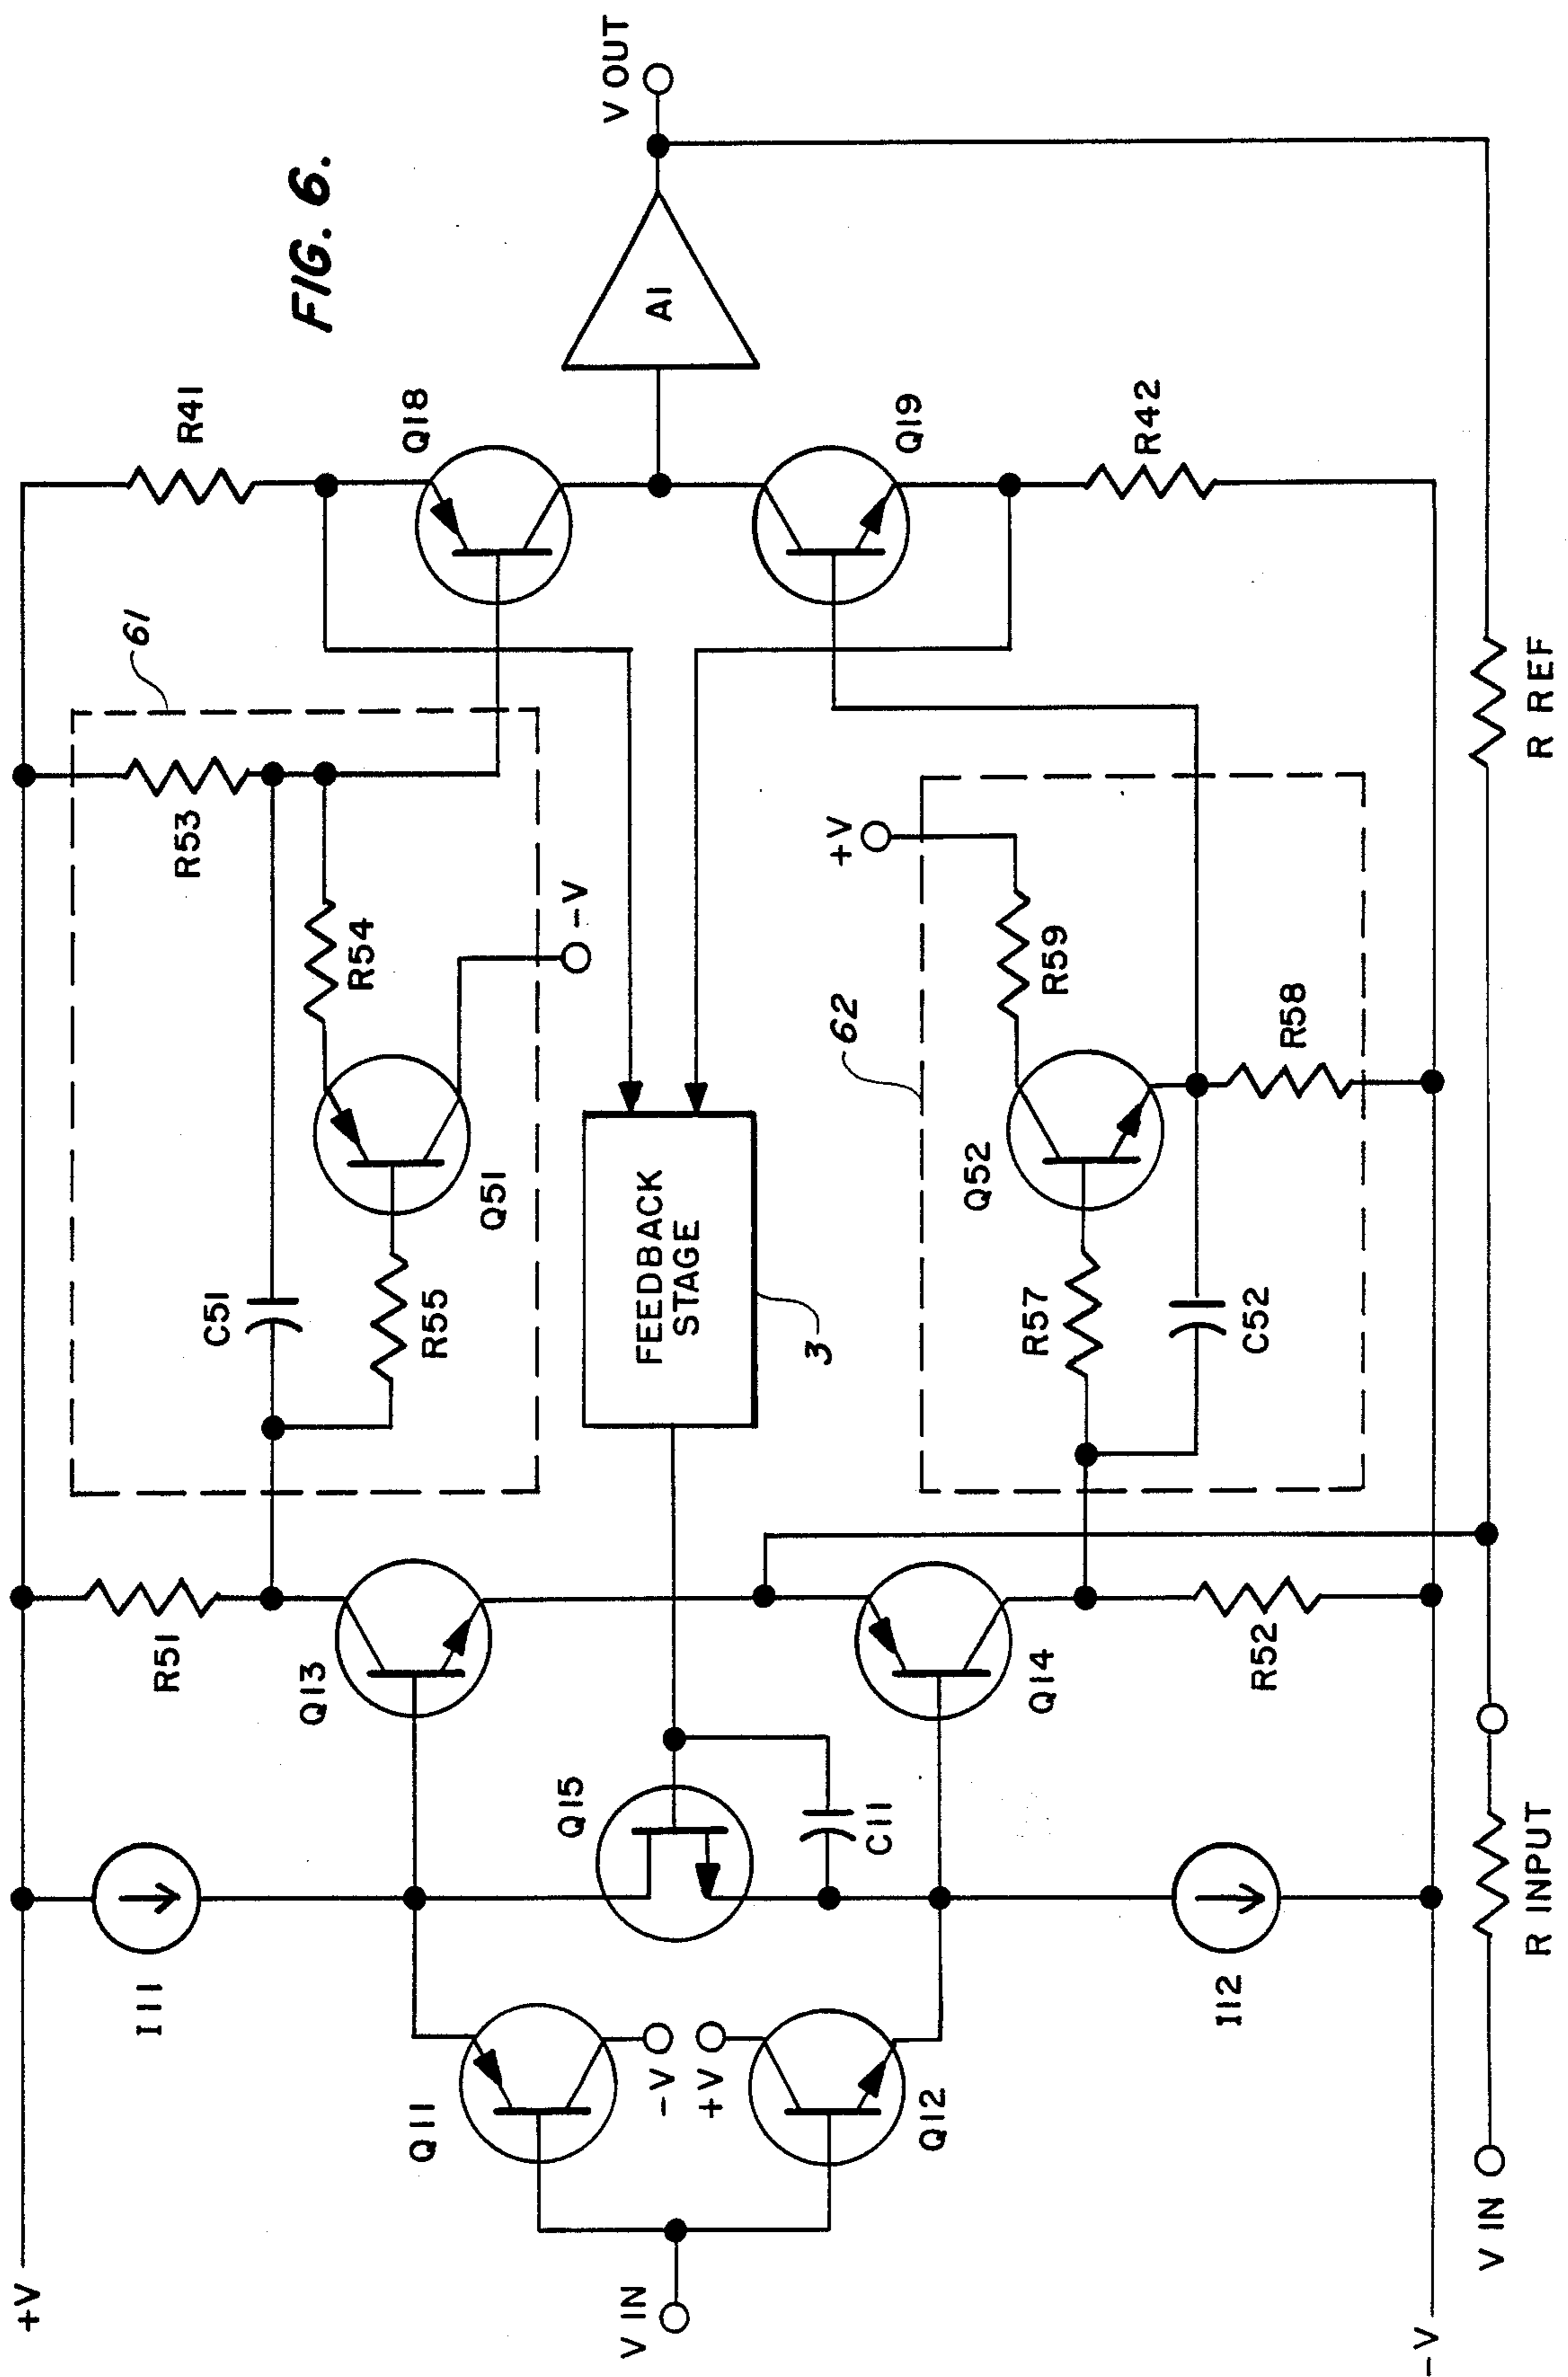 FIG. 6.
+V
I11
R51
R53
R41
61
C51
R54
R55
Q51
-V
Q18
Q13
Q11
-V
+V
Q12
V IN
Q15
C11
FEEDBACK
STAGE
3
A1
V OUT
Q14
+V
62
R59
Q52
R57
C52
R58
Q19
R42
I12
R52
-V
V IN
R INPUT
R REF